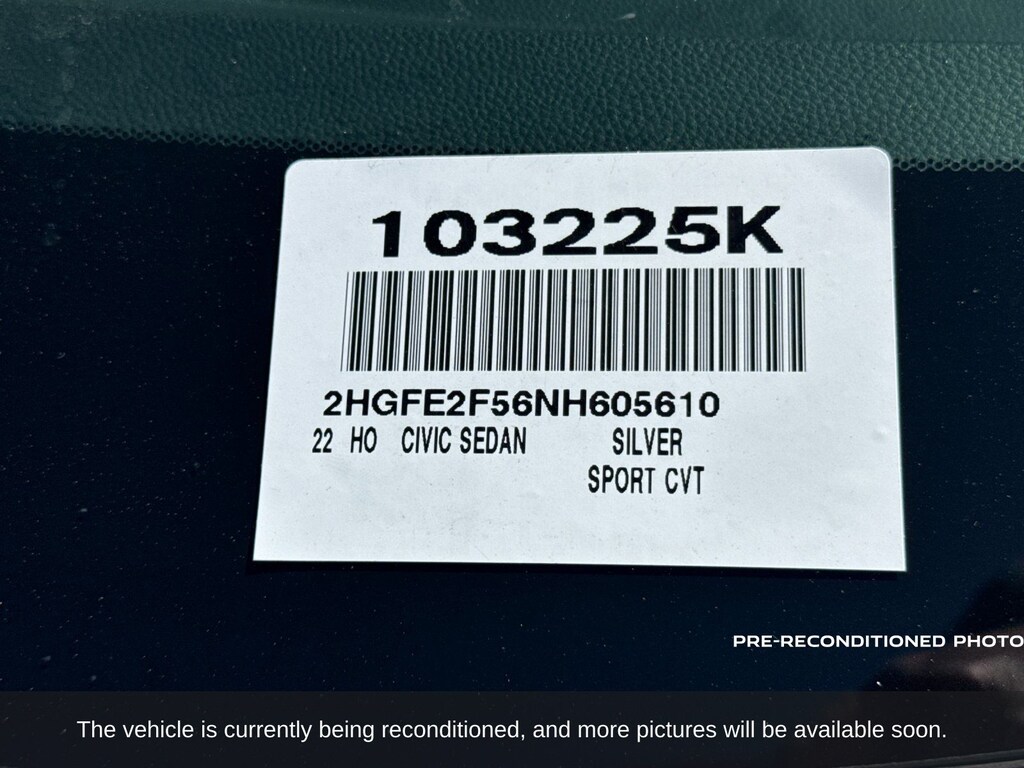 103225K
2HGFE2F56NH605610
22 HO CIVIC SEDAN SILVER
SPORT CVT
PRE-RECONDITIONED PHOTO
The vehicle is currently being reconditioned, and more pictures will be available soon.